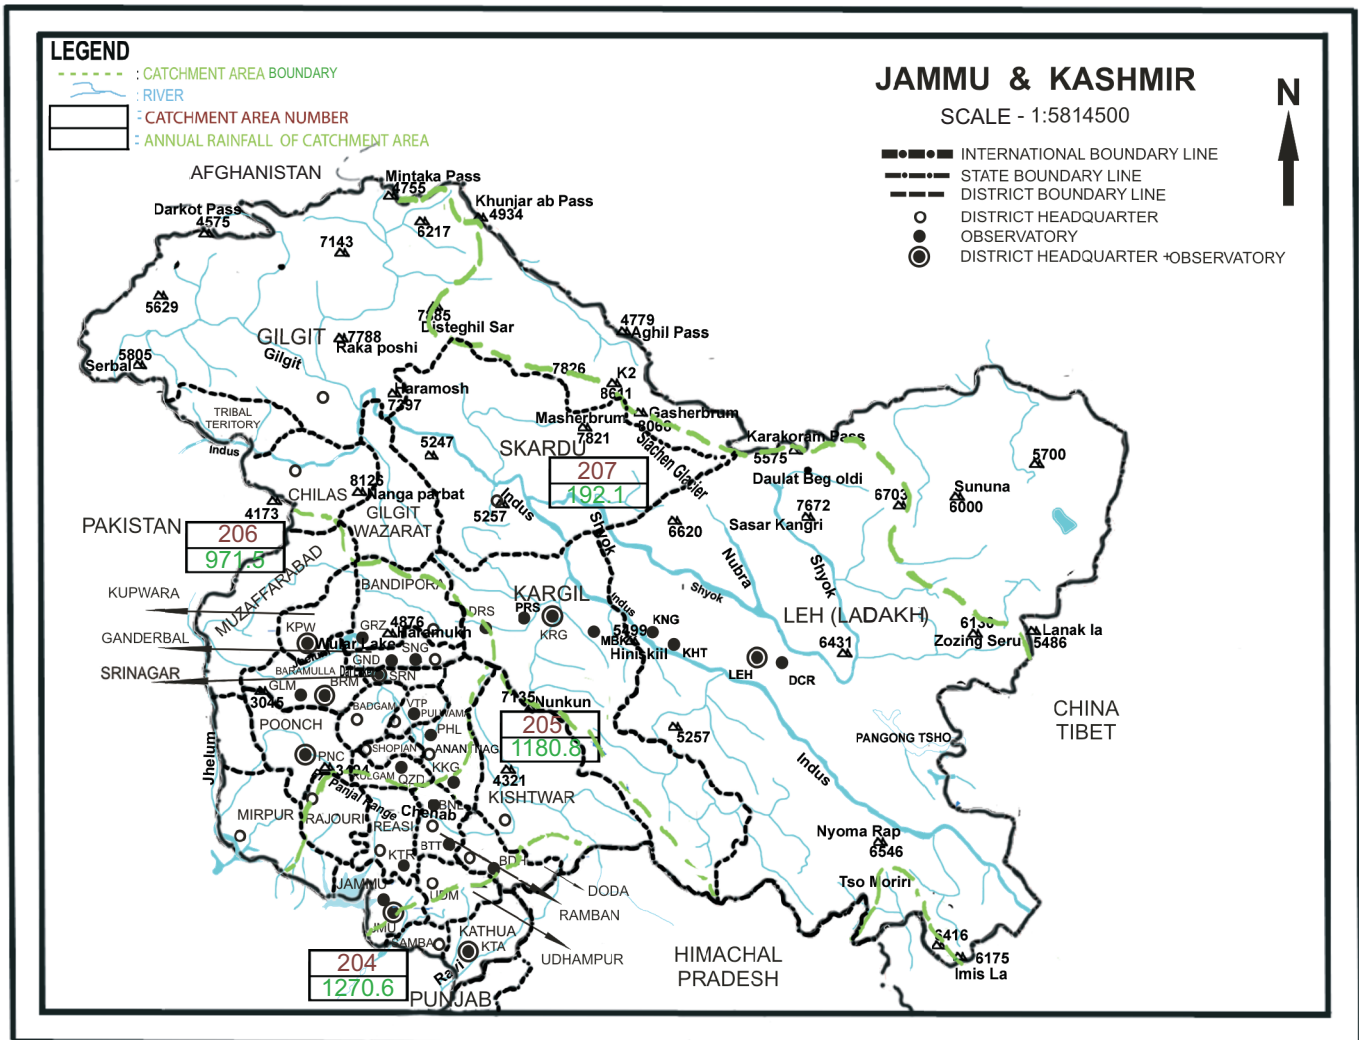 LEGEND
: CATCHMENT AREA BOUNDARY
: RIVER
:- CATCHMENT AREA NUMBER
:- ANNUAL RAINFALL OF CATCHMENT AREA
JAMMU & KASHMIR
SCALE - 1:5814500
N
INTERNATIONAL BOUNDARY LINE
STATE BOUNDARY LINE
DISTRICT BOUNDARY LINE
DISTRICT HEADQUARTER
OBSERVATORY
DISTRICT HEADQUARTER +OBSERVATORY
AFGHANISTAN
Mintaka Pass
4755
Khunjar ab Pass
4934
Darkot Pass
4575
6217
7143
5629
7885
Disteghil Sar
4779
Aghil Pass
GILGIT
Gilgit
7788
Raka poshi
5805
Serbal
7826
K2
8611
Haramosh
7397
Gasherbrum
8068
Masherbrum
7821
TRIBAL
TERITORY
Indus
5247
SKARDU
Siachen Glacier
Karakoram Pass
5575
Daulat Beg oldi
5700
207
192.1
CHILAS
8126
Nanga parbat
4173
GILGIT
WAZARAT
Indus
5257
6703
Sununa
6000
7672
Sasar Kangri
6620
PAKISTAN
206
971.5
Shyok
Nubra
Shyok
Shyok
MUZAFFARABAD
BANDIPORA
KUPWARA
KARGIL
PRS
KRG
DRS
Indus
LEH (LADAKH)
6130
Zozing Seru
Lanak la
5486
GANDERBAL
KPW
GRZ
4876
Haramukh
Wular Lake
SNG
GND
KNG
5499
MBK
Hiniskiil
KHT
6431
SRINAGAR
BARAMULLA
BRM
SRN
GLM
3045
LEH
DCR
7135
Nunkun
BADGAM
VTP
PULWAMA
POONCH
PHL
205
1180.8
5257
CHINA
TIBET
PANGONG TSHO
SHOPIAN
ANANTNAG
PNC
KULGAM
QZD
KKG
4321
KISHTWAR
Jhelum
Indus
Panjal Range
MIRPUR
RAJOURI
REASI
BNL
Chenab
BTT
KTR
BDH
Nyoma Rap
6546
Tso Moriri
JAMMU
UDM
DODA
RAMBAN
JMU
SAMBA
KATHUA
KTA
UDHAMPUR
6416
6175
Imis La
HIMACHAL
PRADESH
204
1270.6
Ravi
PUNJAB